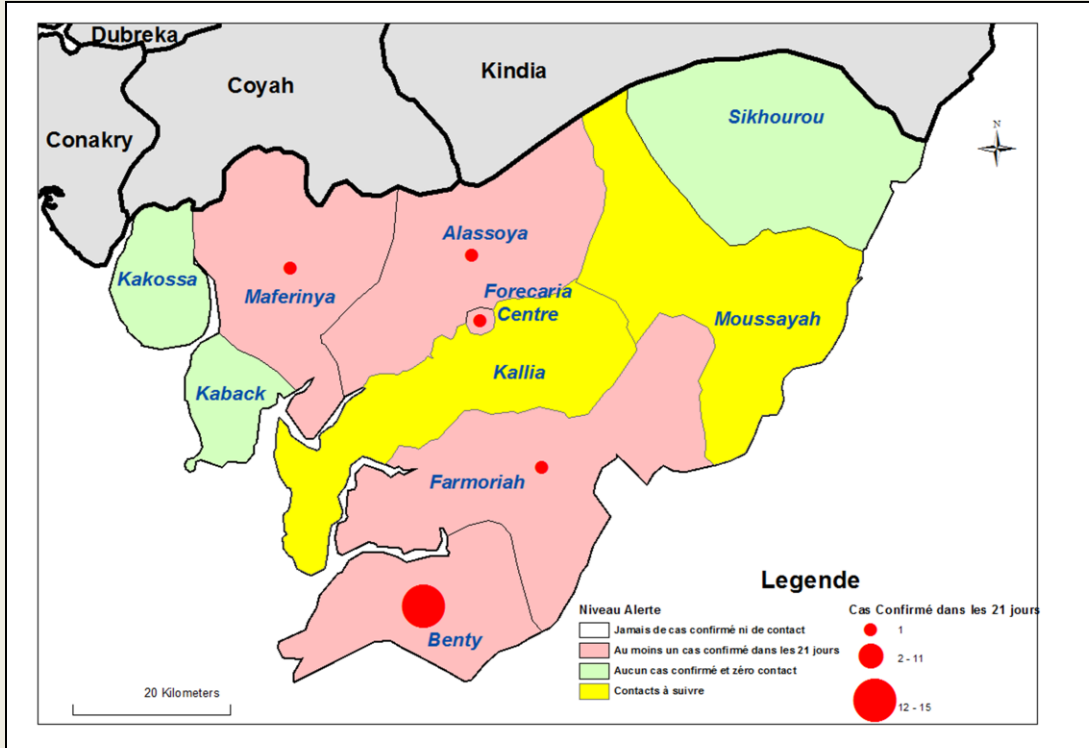 Dubreka
Coyah
Kindia
Conakry
Sikhourou
N
Alassoya
Kakossa
Maferinya
Forecaria
Centre
Moussayah
Kallia
Kaback
Farmoriah
Benty
20 Kilometers
Legende
Niveau Alerte
Jamais de cas confirmé ni de contact
Au moins un cas confirmé dans les 21 jours
Aucun cas confirmé et zéro contact
Contacts à suivre
Cas Confirmé dans les 21 jours
1
2 - 11
12 - 15